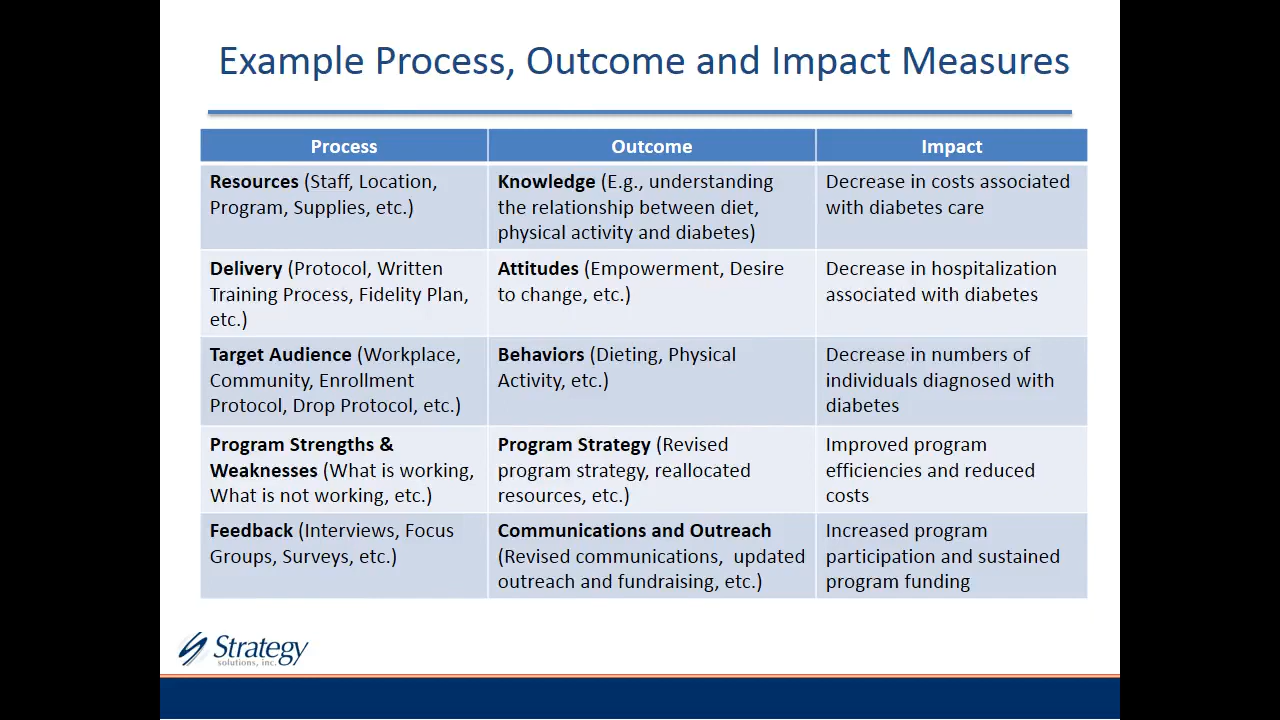 Example Process, Outcome and Impact Measures
Process
Outcome
Impact
Resources (Staff, Location,
Program, Supplies, etc.)
Knowledge (E.g., understanding
the relationship between diet,
physical activity and diabetes)
Decrease in costs associated
with diabetes care
Delivery (Protocol, Written
Training Process, Fidelity Plan,
etc.)
Attitudes (Empowerment, Desire
to change, etc.)
Decrease in hospitalization
associated with diabetes
Target Audience (Workplace,
Community, Enrollment
Protocol, Drop Protocol, etc.)
Behaviors (Dieting, Physical
Activity, etc.)
Decrease in numbers of
individuals diagnosed with
diabetes
Program Strengths &
Weaknesses (What is working,
What is not working, etc.)
Program Strategy (Revised
program strategy, reallocated
resources, etc.)
Improved program
efficiencies and reduced
costs
Feedback (Interviews, Focus
Groups, Surveys, etc.)
Communications and Outreach
(Revised communications, updated
outreach and fundraising, etc.)
Increased program
participation and sustained
program funding
Strategy
solutions, inc.